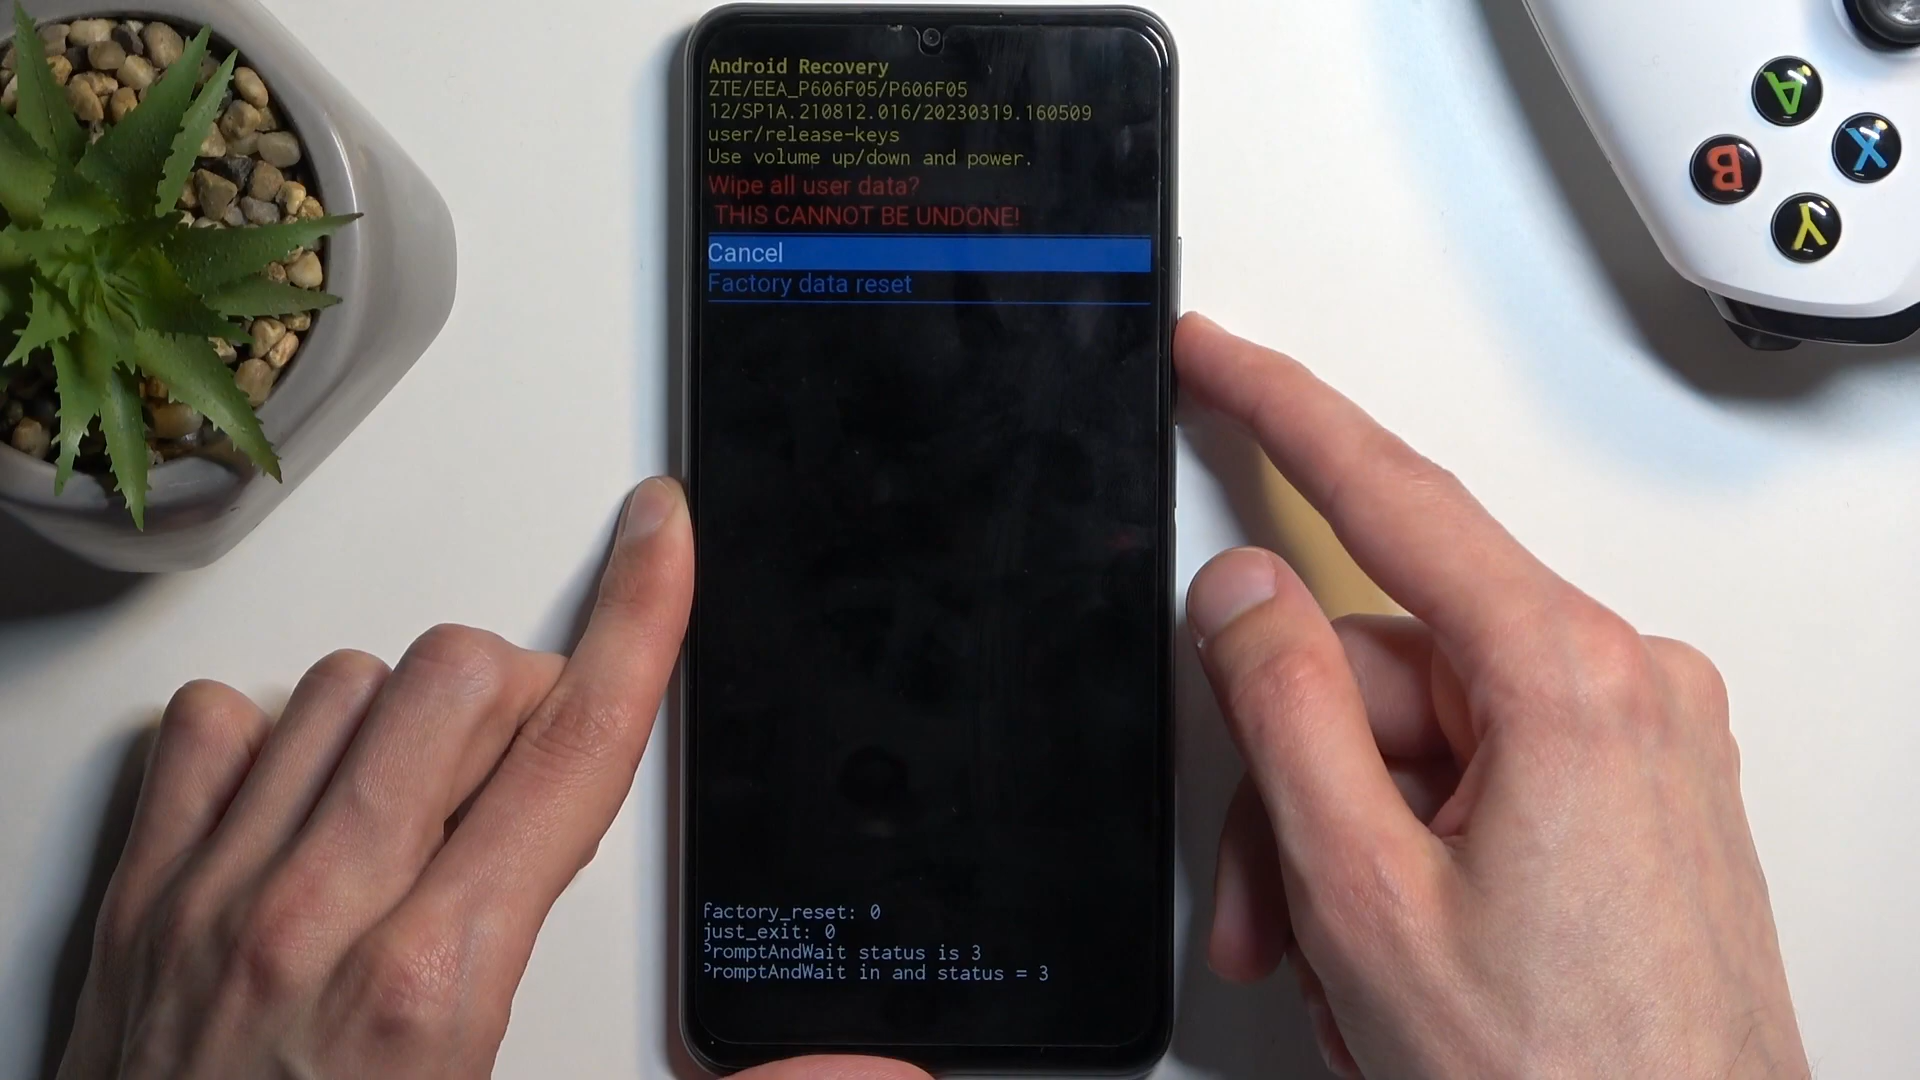 Android Recovery
ZTE/EEA_P606F05/P606F05
12/SP1A.210812.016/20230319.160509
user/release-keys
Use volume up/down and power.
Wipe all user data?
THIS CANNOT BE UNDONE!
Cancel
Factory data reset
factory_reset: 0
just_exit: 0
PromptAndWait status is 3
PromptAndWait in and status = 3
A
X
B
Y